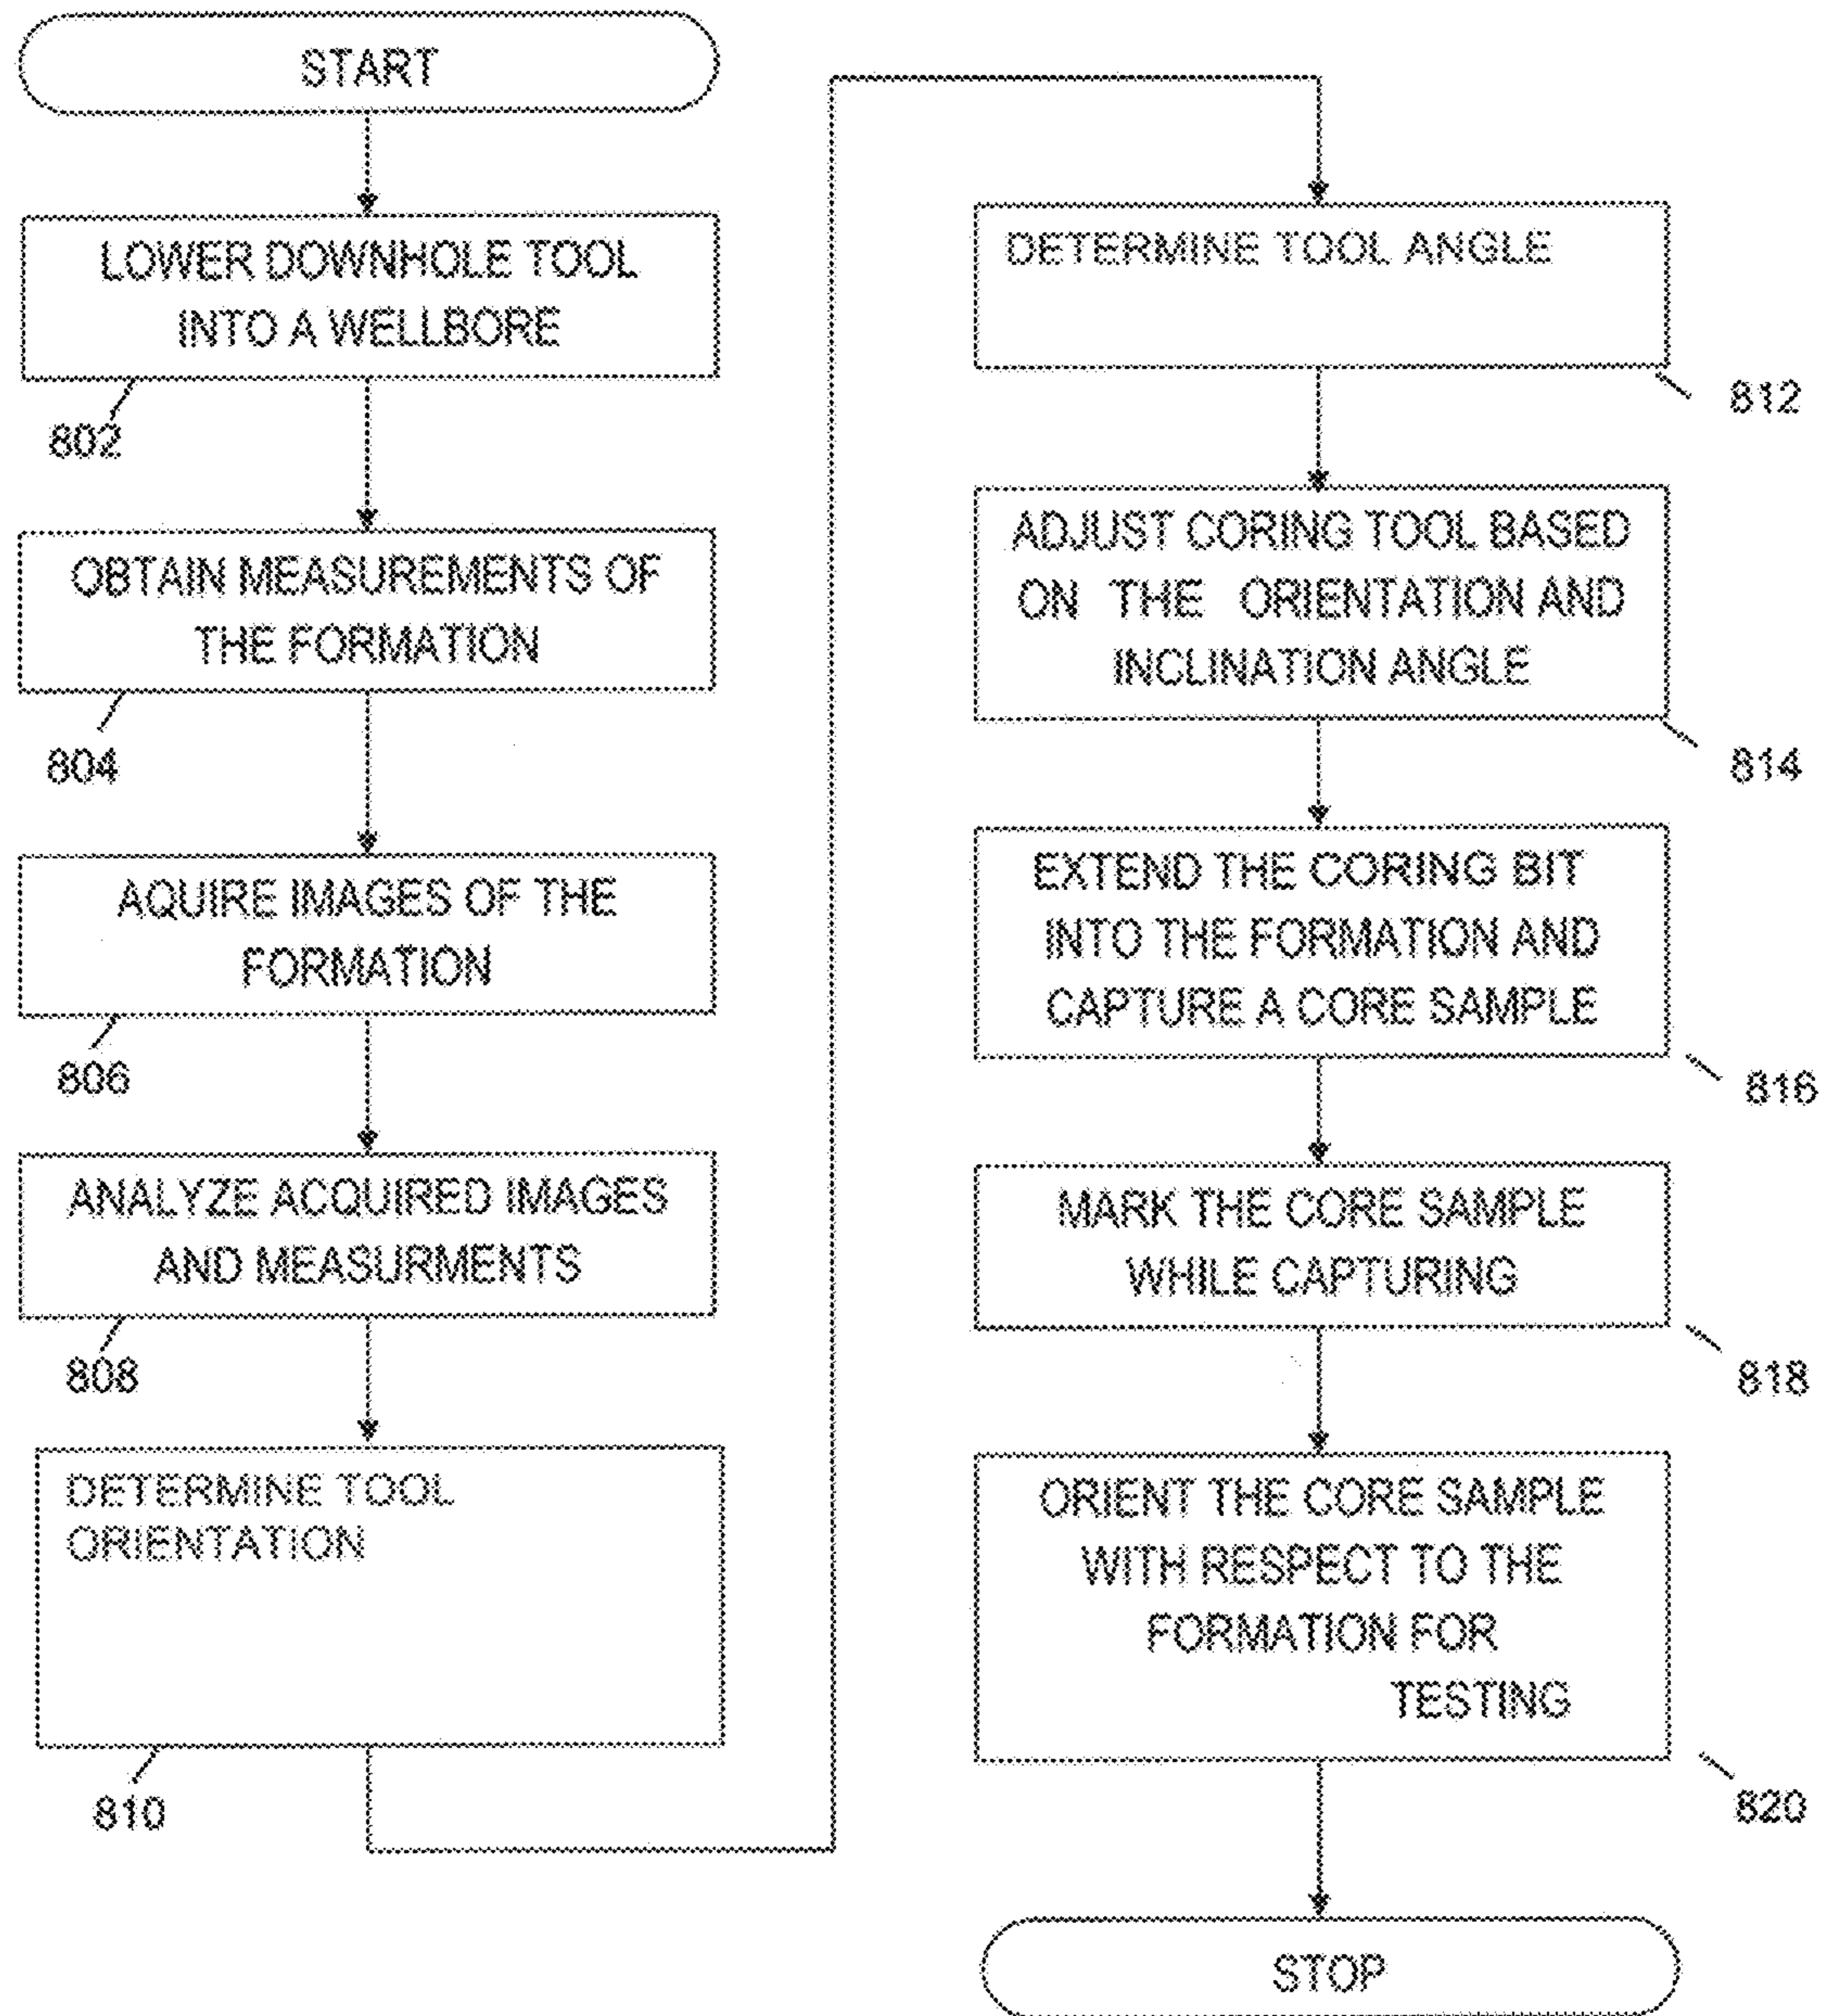 START
LOWER DOWNHOLE TOOL
INTO A WELLBORE
802
OBTAIN MEASUREMENTS OF
THE FORMATION
804
AQUIRE IMAGES OF THE
FORMATION
806
ANALYZE ACQUIRED IMAGES
AND MEASURMENTS
808
DETERMINE TOOL
ORIENTATION
810
DETERMINE TOOL ANGLE
812
ADJUST CORING TOOL BASED
ON THE ORIENTATION AND
INCLINATION ANGLE
814
EXTEND THE CORING BIT
INTO THE FORMATION AND
CAPTURE A CORE SAMPLE
816
MARK THE CORE SAMPLE
WHILE CAPTURING
818
ORIENT THE CORE SAMPLE
WITH RESPECT TO THE
FORMATION FOR
TESTING
820
STOP